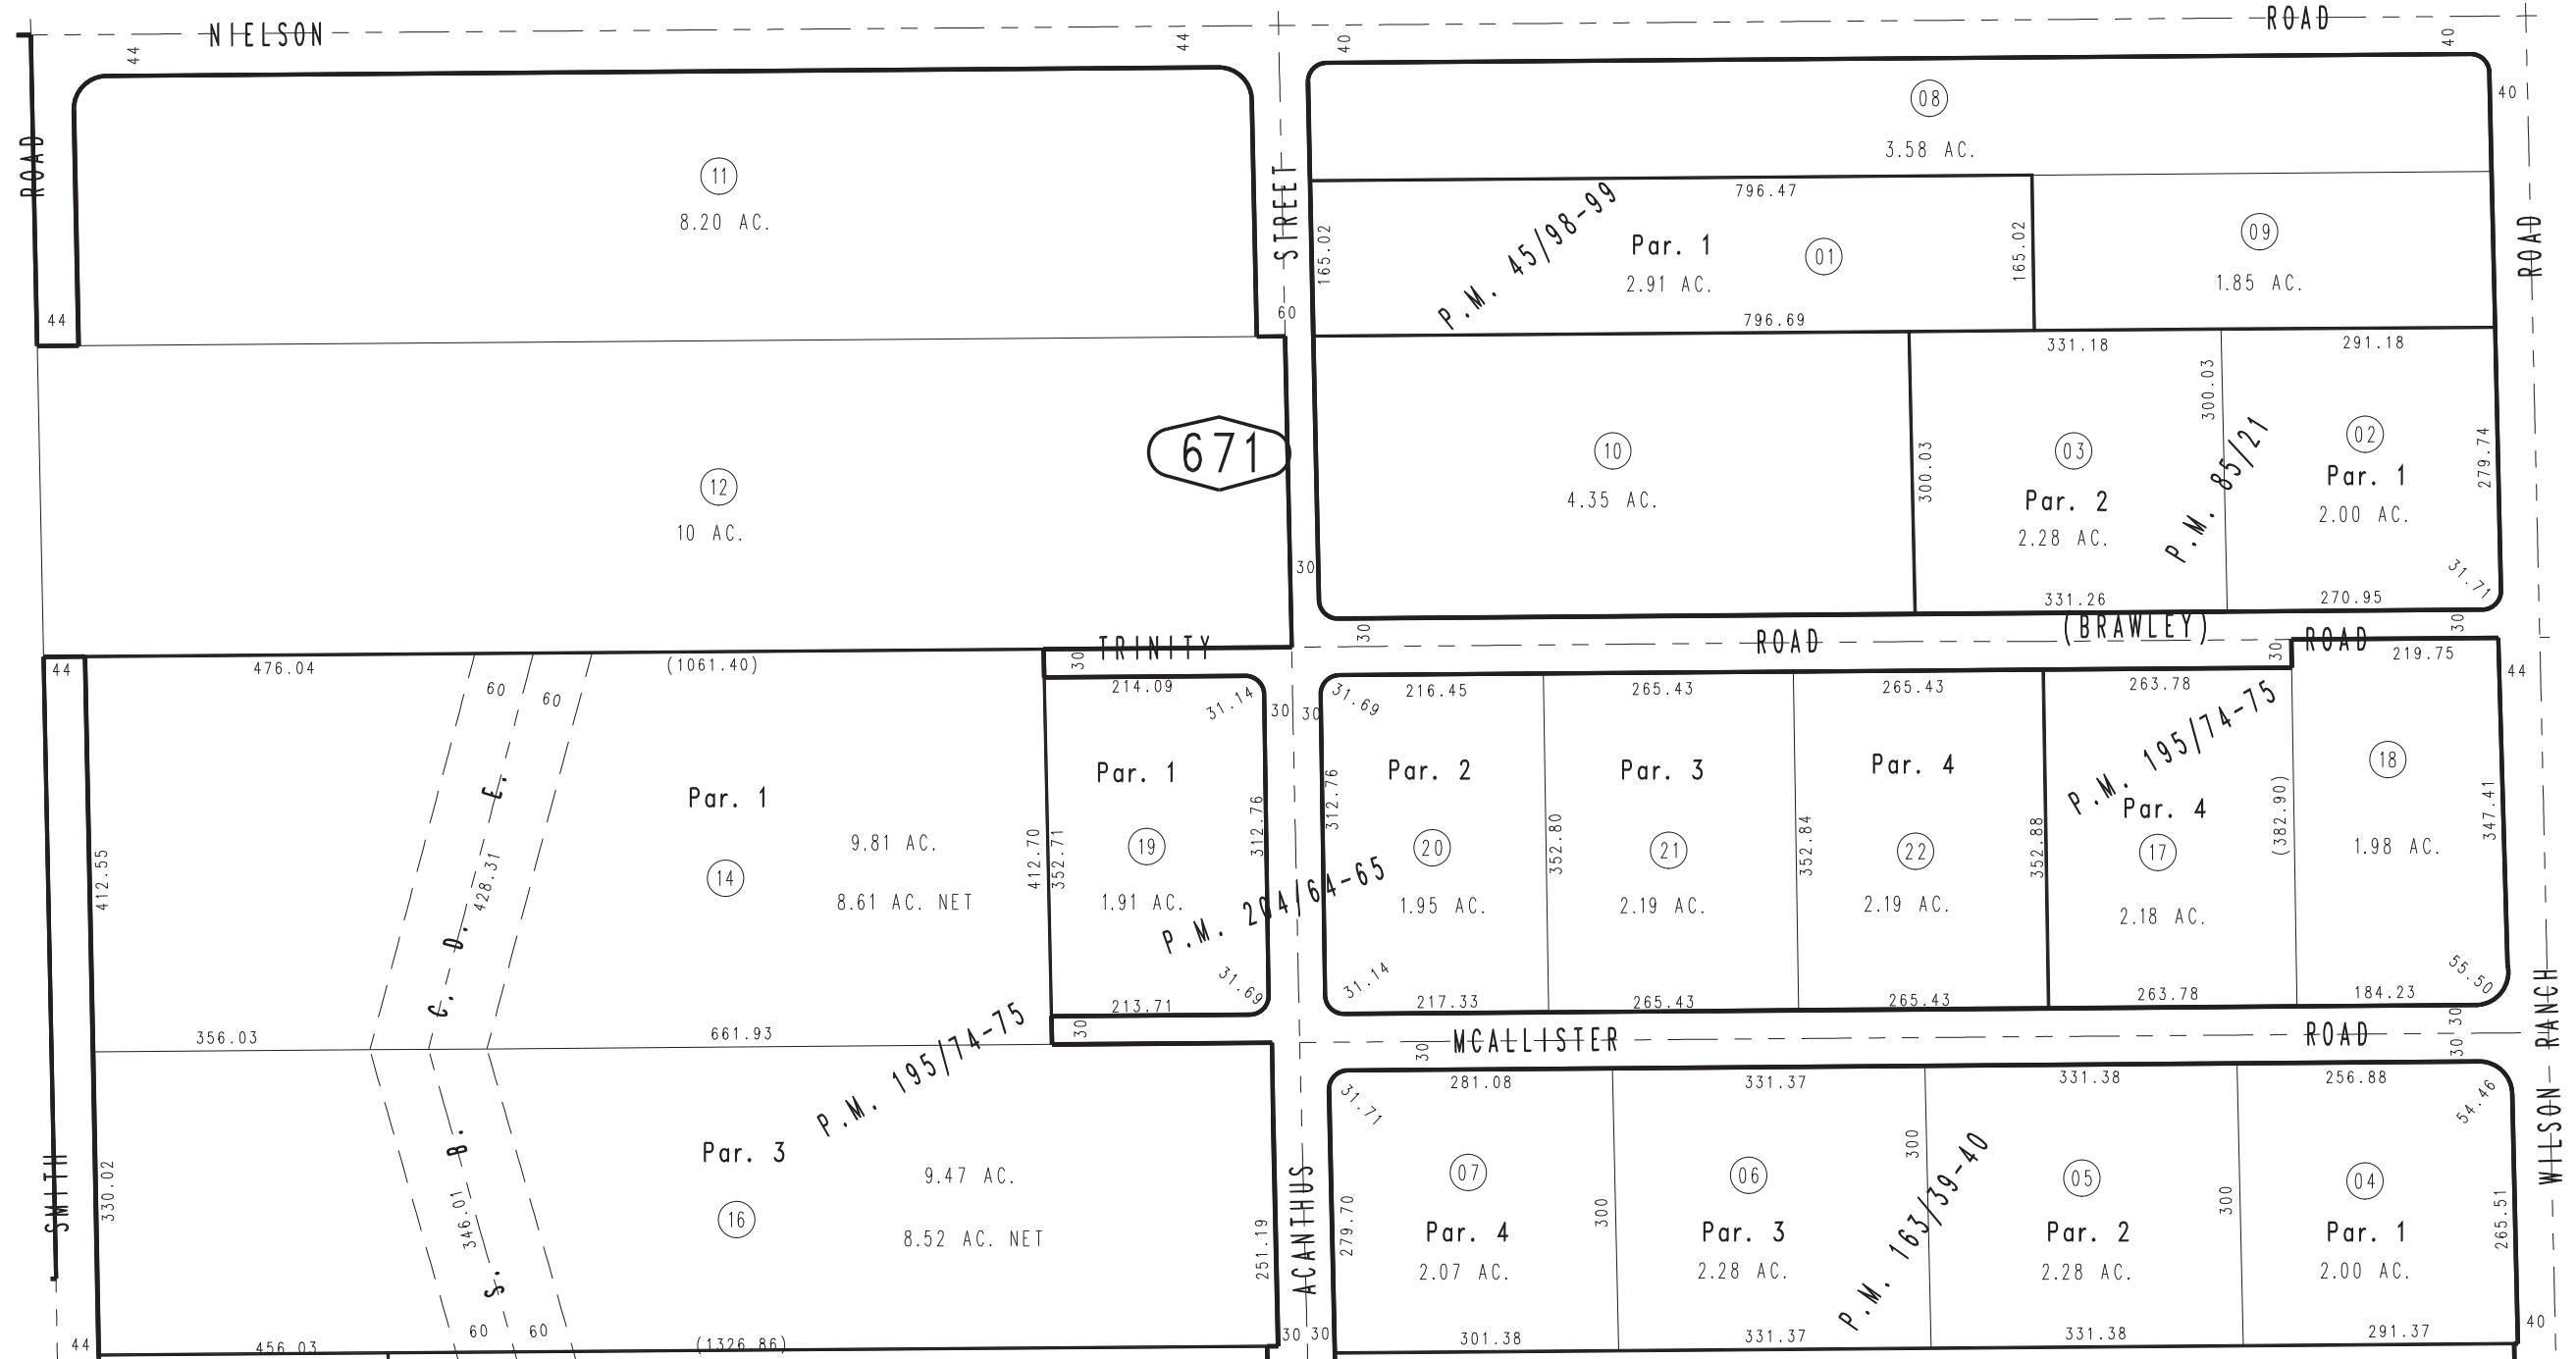 NIELSON ROAD
44 44 40 40
ROAD
08
3.58 AC.
40
11
8.20 AC.
STREET
796.47
P.M. 45/98-99
Par. 1
01
2.91 AC.
165.02
165.02
796.69
09
1.85 AC.
ROAD
44
60
331.18
291.18
300.03
671
12
10 AC.
10
4.35 AC.
300.03
03
Par. 2
2.28 AC.
P.M. 85/21
02
Par. 1
2.00 AC.
279.74
31.71
30
331.26
270.95
30
30
TRINITY ROAD (BRAWLEY) ROAD
44
476.04
(1061.40)
30
214.09
31.14
30 30
31.69
216.45
265.43
265.43
263.78
30
219.75
44
60 60
Par. 1
14
9.81 AC.
8.61 AC. NET
412.55
428.31
412.70
352.71
Par. 1
19
1.91 AC.
312.76
312.76
P.M. 204/64-65
Par. 2
20
1.95 AC.
352.80
Par. 3
21
2.19 AC.
352.84
Par. 4
22
2.19 AC.
352.88
P.M. 195/74-75
Par. 4
17
2.18 AC.
(382.90)
18
1.98 AC.
347.41
31.69
31.14
55.50
356.03
661.93
213.71
217.33
265.43
265.43
263.78
184.23
30
30
MCALLISTER ROAD
30
30
S. B. C. D. E.
P.M. 195/74-75
281.08
331.37
331.38
256.88
31.71
54.46
SMITH
330.02
346.01
Par. 3
16
9.47 AC.
8.52 AC. NET
251.19
ACANTHUS
279.70
07
Par. 4
2.07 AC.
300
06
Par. 3
2.28 AC.
300
P.M. 163/39-40
05
Par. 2
2.28 AC.
300
04
Par. 1
2.00 AC.
265.51
WILSON RANCH
44
456.03
60 60
(1326.86)
30 30
301.38
331.37
331.38
291.37
40